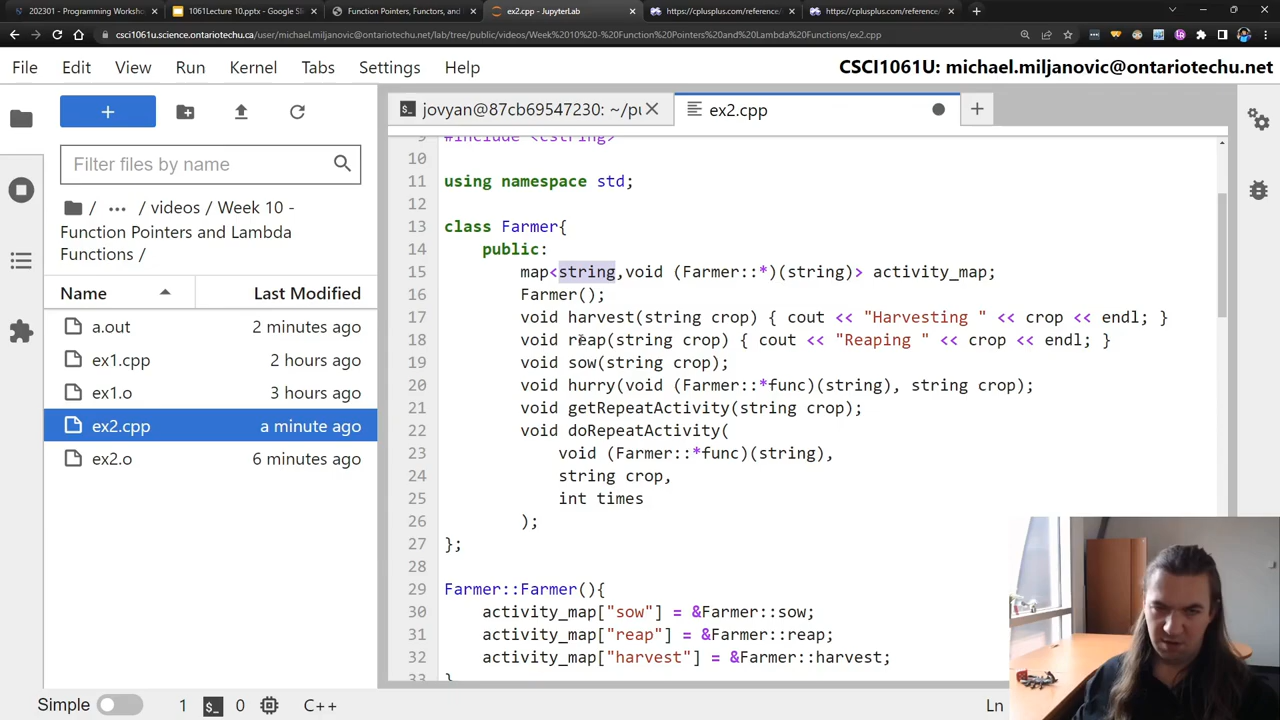 202301 - Programming Worksh
1061Lecture 10.pptx - Google Sl
Function Pointers, Functors, and
ex2.cpp - JupyterLab
https://cplusplus.com/reference/
https://cplusplus.com/reference/
csci1061u.science.ontariotechu.ca/user/michael.miljanovic/lab/tree/public/videos/Week%2010%20-%20Function%20Pointers%20and%20Lambda%20Functions/ex2.cpp
File Edit View Run Kernel Tabs Settings Help
CSCI1061U: michael.miljanovic@ontariotechu.net
jovyan@87cb69547230: ~/pu
ex2.cpp
Filter files by name
/ ... / videos / Week 10 -
Function Pointers and Lambda
Functions /
Name Last Modified
a.out 2 minutes ago
ex1.cpp 2 hours ago
ex1.o 3 hours ago
ex2.cpp a minute ago
ex2.o 6 minutes ago
9 #include <cstring>
10
11 using namespace std;
12
13 class Farmer{
14 public:
15 map<string,void (Farmer::*)(string)> activity_map;
16 Farmer();
17 void harvest(string crop) { cout << "Harvesting " << crop << endl; }
18 void reap(string crop) { cout << "Reaping " << crop << endl; }
19 void sow(string crop);
20 void hurry(void (Farmer::*func)(string), string crop);
21 void getRepeatActivity(string crop);
22 void doRepeatActivity(
23 void (Farmer::*func)(string),
24 string crop,
25 int times
26 );
27 };
28
29 Farmer::Farmer(){
30 activity_map["sow"] = &Farmer::sow;
31 activity_map["reap"] = &Farmer::reap;
32 activity_map["harvest"] = &Farmer::harvest;
Simple 1 0 C++ Ln